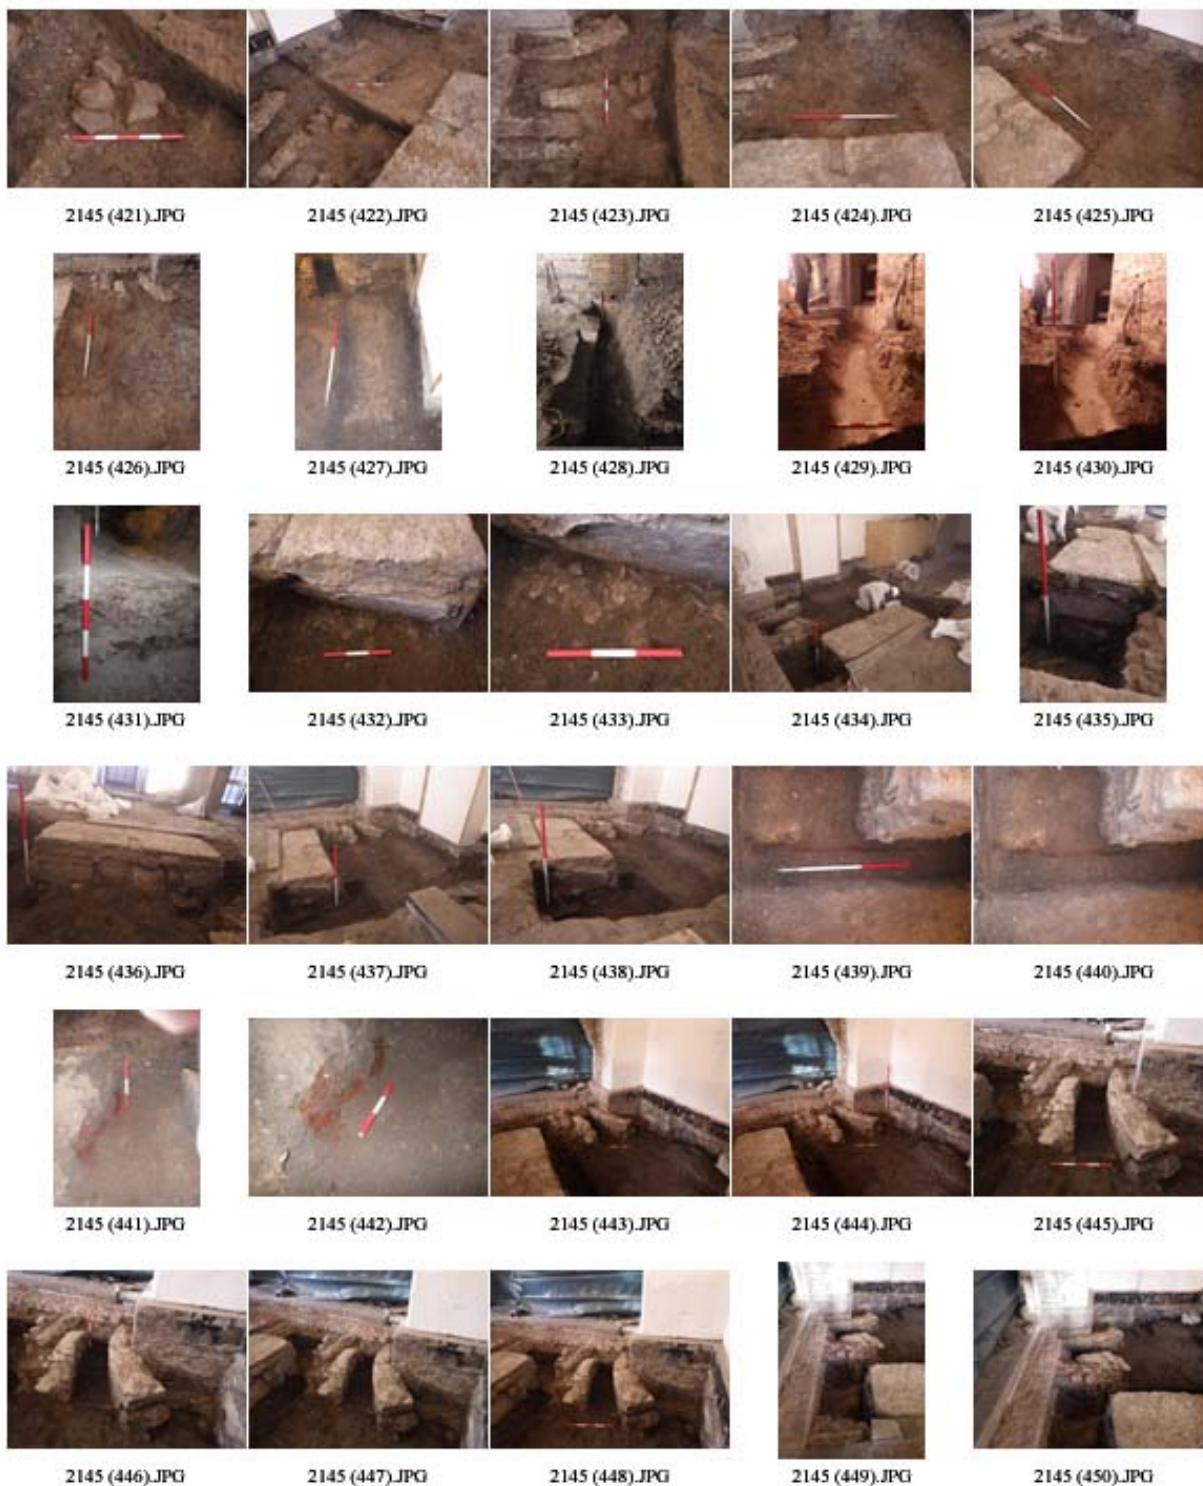 2145 (421).JPG 2145 (422).JPG 2145 (423).JPG 2145 (424).JPG 2145 (425).JPG
2145 (426).JPG 2145 (427).JPG 2145 (428).JPG 2145 (429).JPG 2145 (430).JPG
2145 (431).JPG 2145 (432).JPG 2145 (433).JPG 2145 (434).JPG 2145 (435).JPG
2145 (436).JPG 2145 (437).JPG 2145 (438).JPG 2145 (439).JPG 2145 (440).JPG
2145 (441).JPG 2145 (442).JPG 2145 (443).JPG 2145 (444).JPG 2145 (445).JPG
2145 (446).JPG 2145 (447).JPG 2145 (448).JPG 2145 (449).JPG 2145 (450).JPG